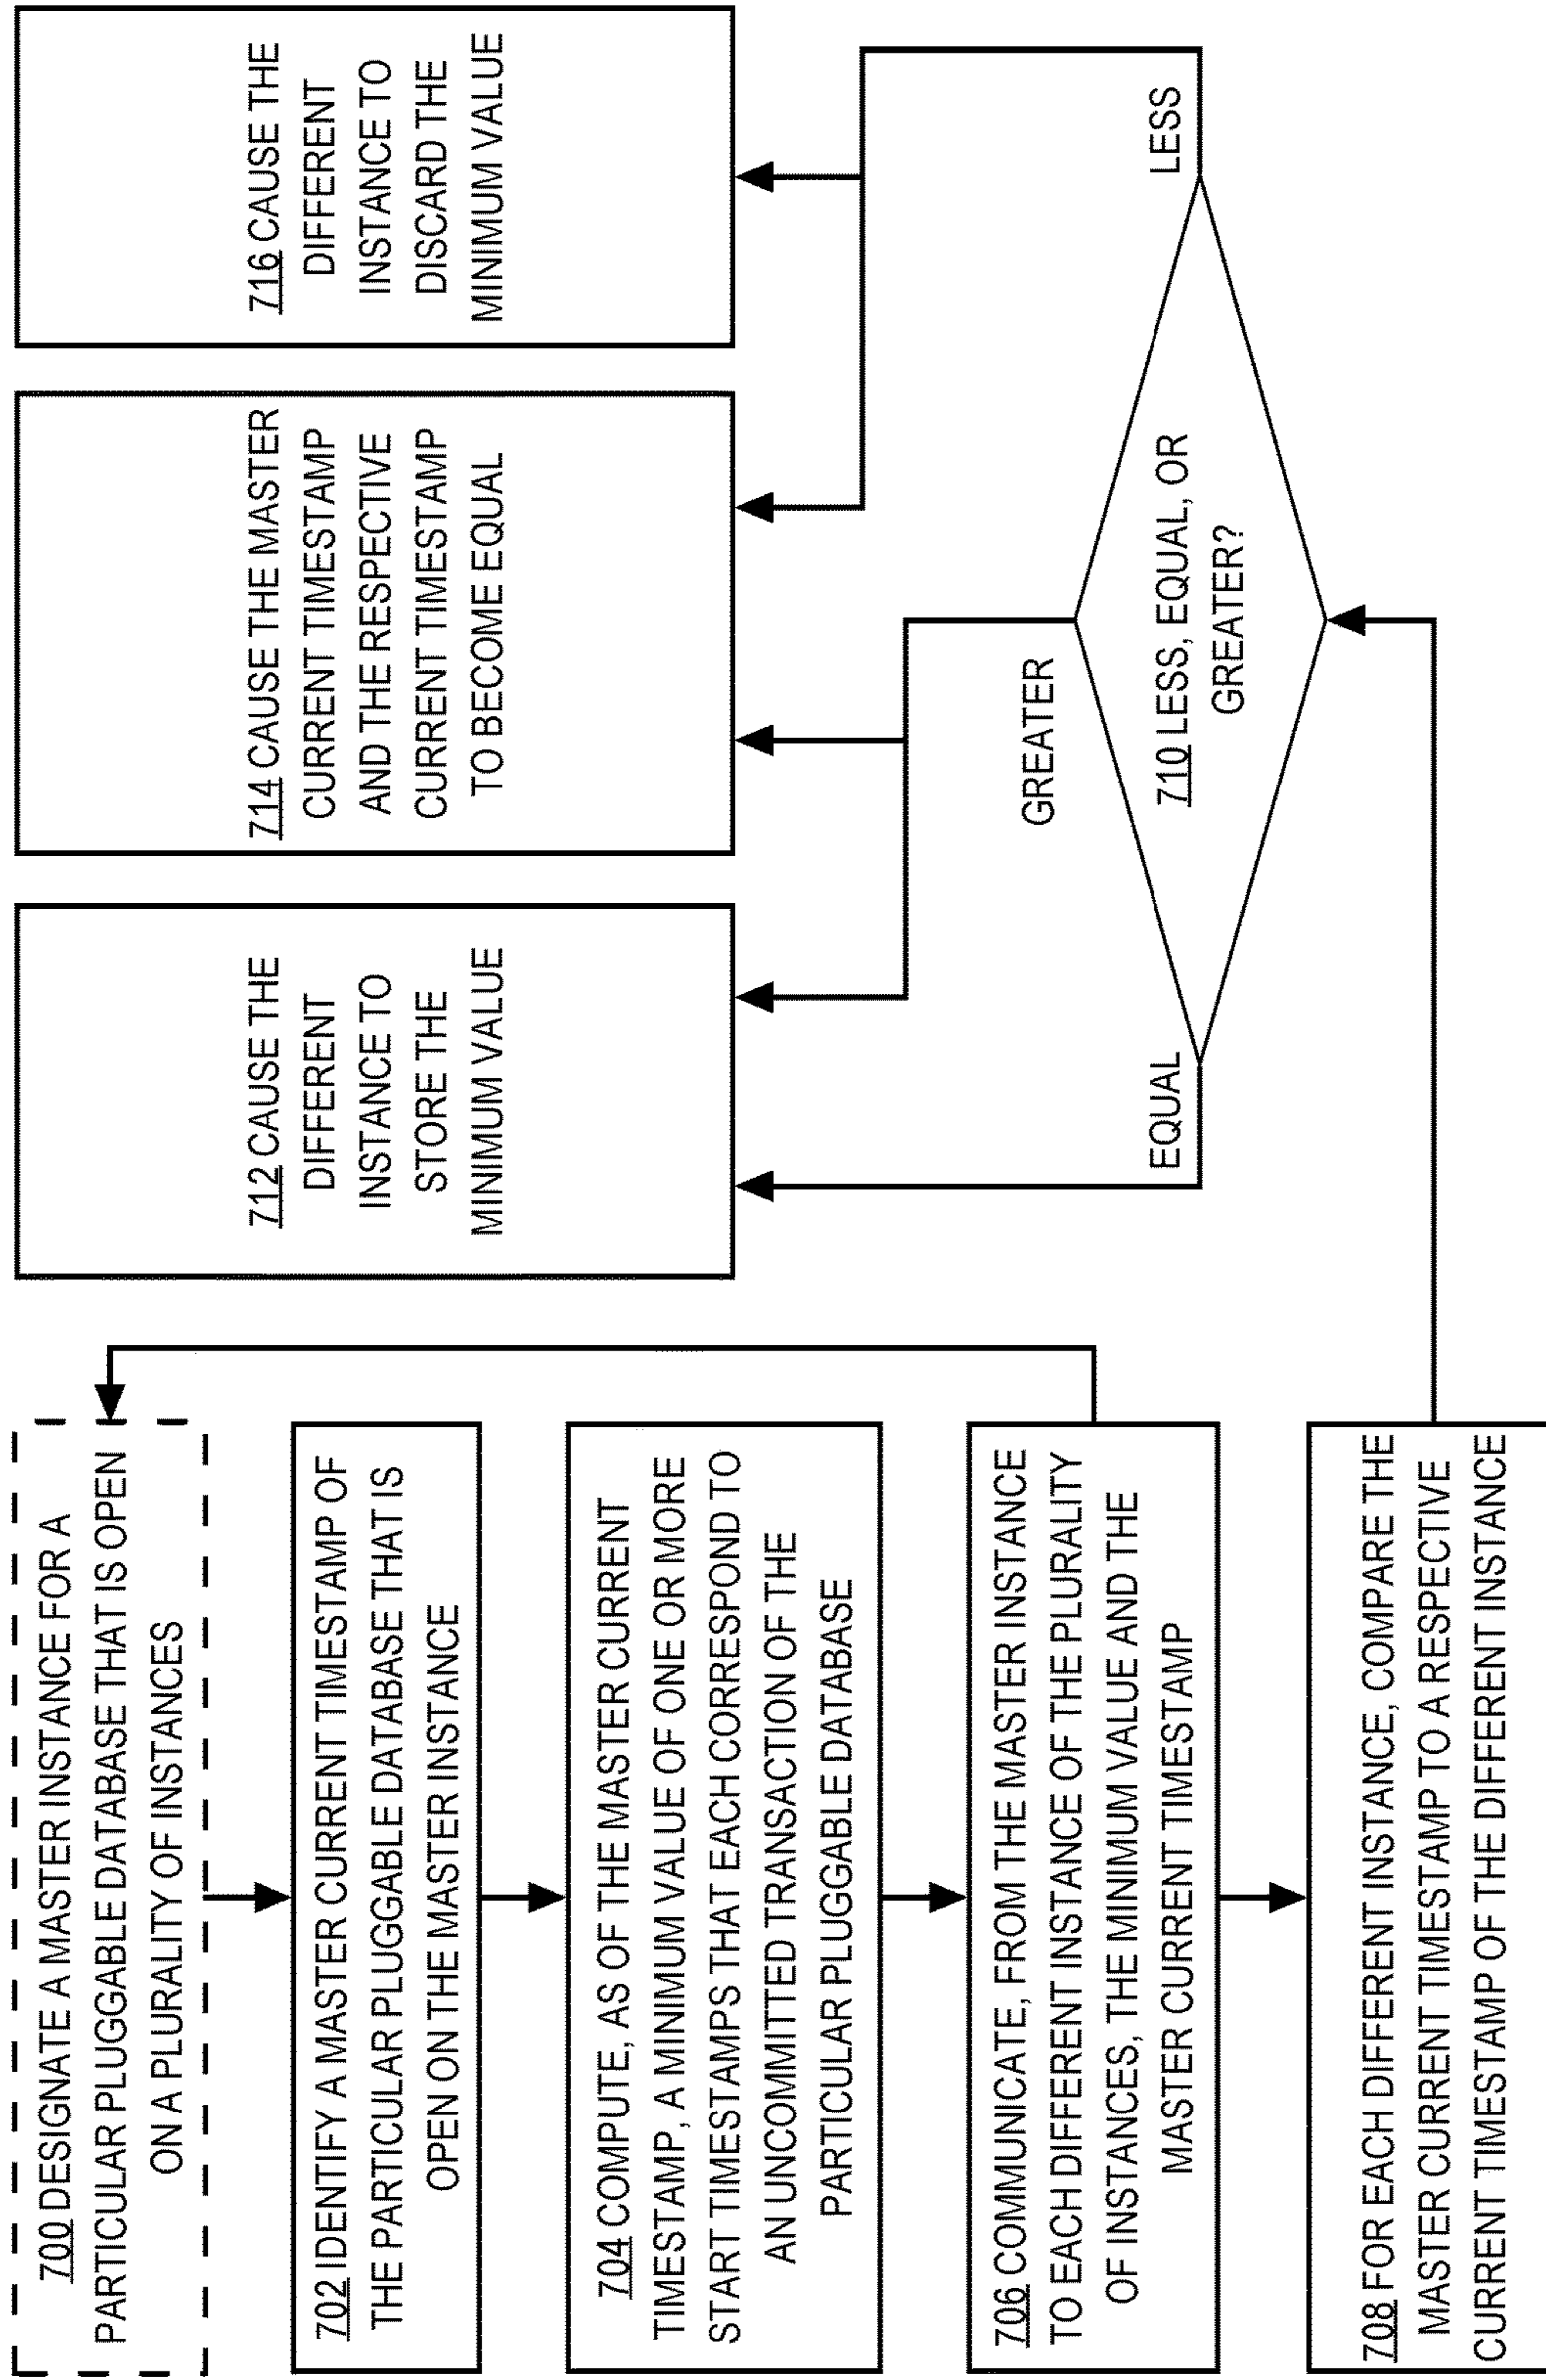 700 DESIGNATE A MASTER INSTANCE FOR A
PARTICULAR PLUGGABLE DATABASE THAT IS OPEN
ON A PLURALITY OF INSTANCES
702 IDENTIFY A MASTER CURRENT TIMESTAMP OF
THE PARTICULAR PLUGGABLE DATABASE THAT IS
OPEN ON THE MASTER INSTANCE
704 COMPUTE, AS OF THE MASTER CURRENT
TIMESTAMP, A MINIMUM VALUE OF ONE OR MORE
START TIMESTAMPS THAT EACH CORRESPOND TO
AN UNCOMMITTED TRANSACTION OF THE
PARTICULAR PLUGGABLE DATABASE
706 COMMUNICATE, FROM THE MASTER INSTANCE
TO EACH DIFFERENT INSTANCE OF THE PLURALITY
OF INSTANCES, THE MINIMUM VALUE AND THE
MASTER CURRENT TIMESTAMP
708 FOR EACH DIFFERENT INSTANCE, COMPARE THE
MASTER CURRENT TIMESTAMP TO A RESPECTIVE
CURRENT TIMESTAMP OF THE DIFFERENT INSTANCE
712 CAUSE THE
DIFFERENT
INSTANCE TO
STORE THE
MINIMUM VALUE
714 CAUSE THE MASTER
CURRENT TIMESTAMP
AND THE RESPECTIVE
CURRENT TIMESTAMP
TO BECOME EQUAL
716 CAUSE THE
DIFFERENT
INSTANCE TO
DISCARD THE
MINIMUM VALUE
GREATER
EQUAL
LESS
710 LESS, EQUAL, OR
GREATER?